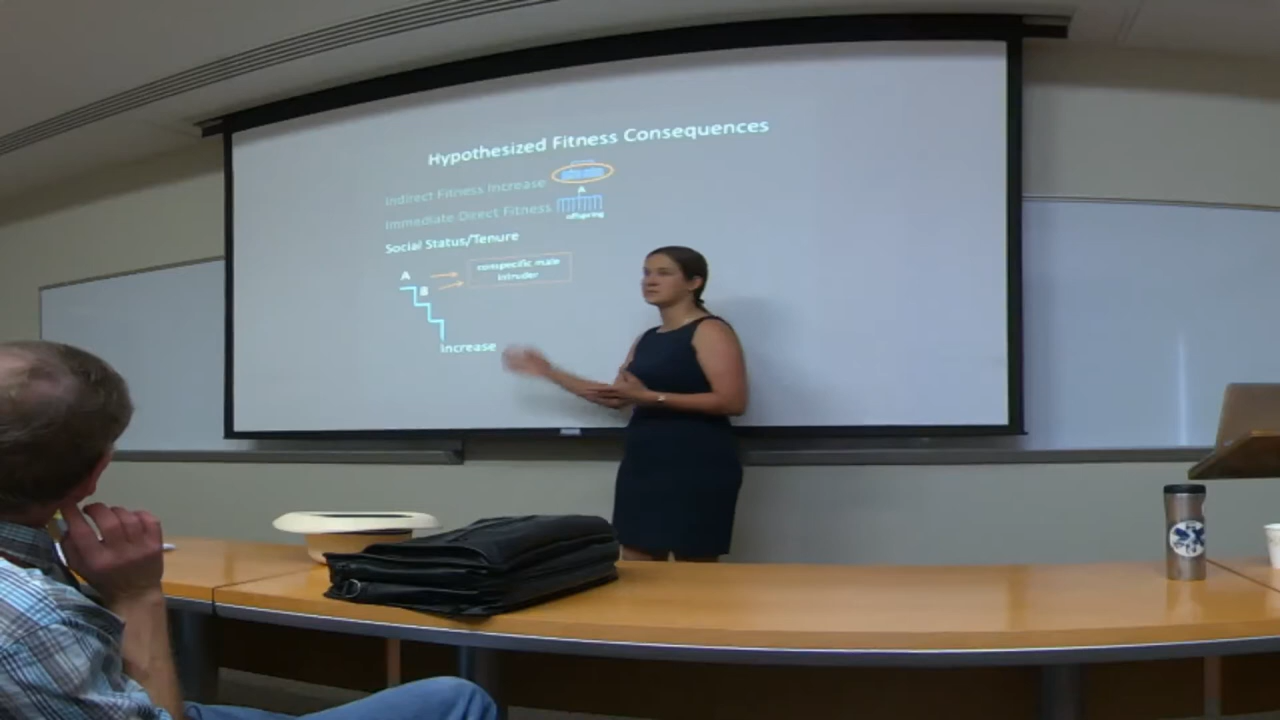 Hypothesized Fitness Consequences
Indirect Fitness Increase
A
Immediate Direct Fitness
offspring
Social Status/Tenure
A
conspecific male
intruder
B
Increase